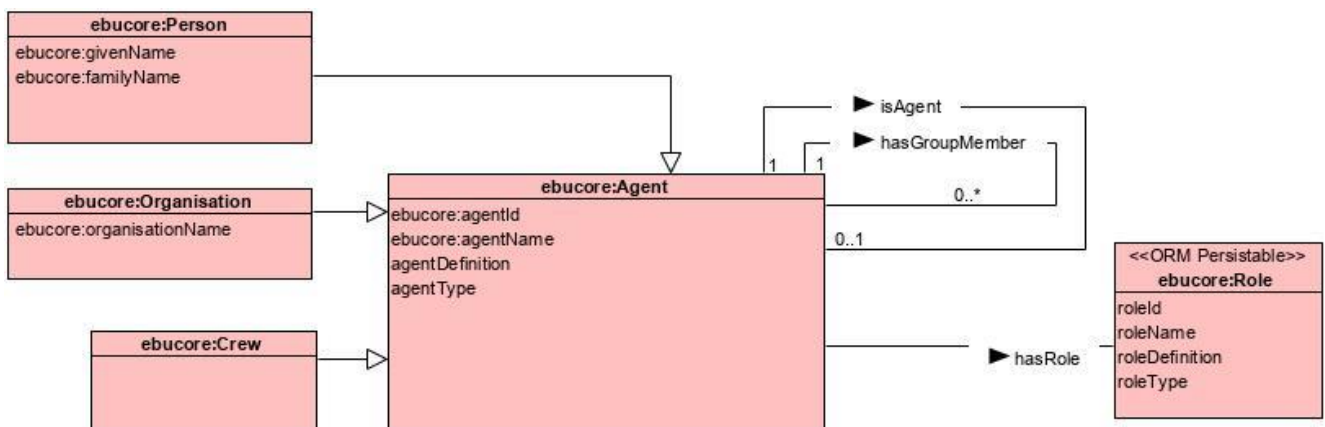 ebucore:Person
ebucore:givenName
ebucore:familyName
isAgent
hasGroupMember
1
1
ebucore:Organisation
ebucore:organisationName
ebucore:Agent
ebucore:agentId
ebucore:agentName
agentDefinition
agentType
0..*
0..1
<<ORM Persistable>>
ebucore:Role
roleId
roleName
roleDefinition
roleType
ebucore:Crew
hasRole